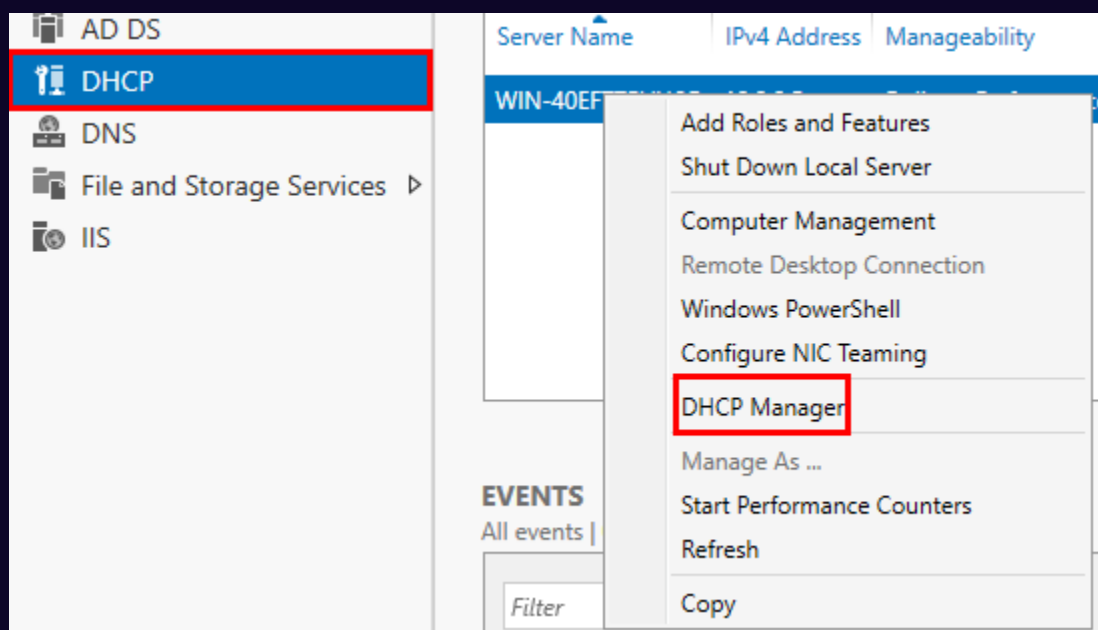 AD DS
DHCP
DNS
File and Storage Services
IIS
Server Name IPv4 Address Manageability
Add Roles and Features
Shut Down Local Server
Computer Management
Remote Desktop Connection
Windows PowerShell
Configure NIC Teaming
DHCP Manager
Manage As ...
Start Performance Counters
Refresh
Copy
EVENTS
All events |
Filter